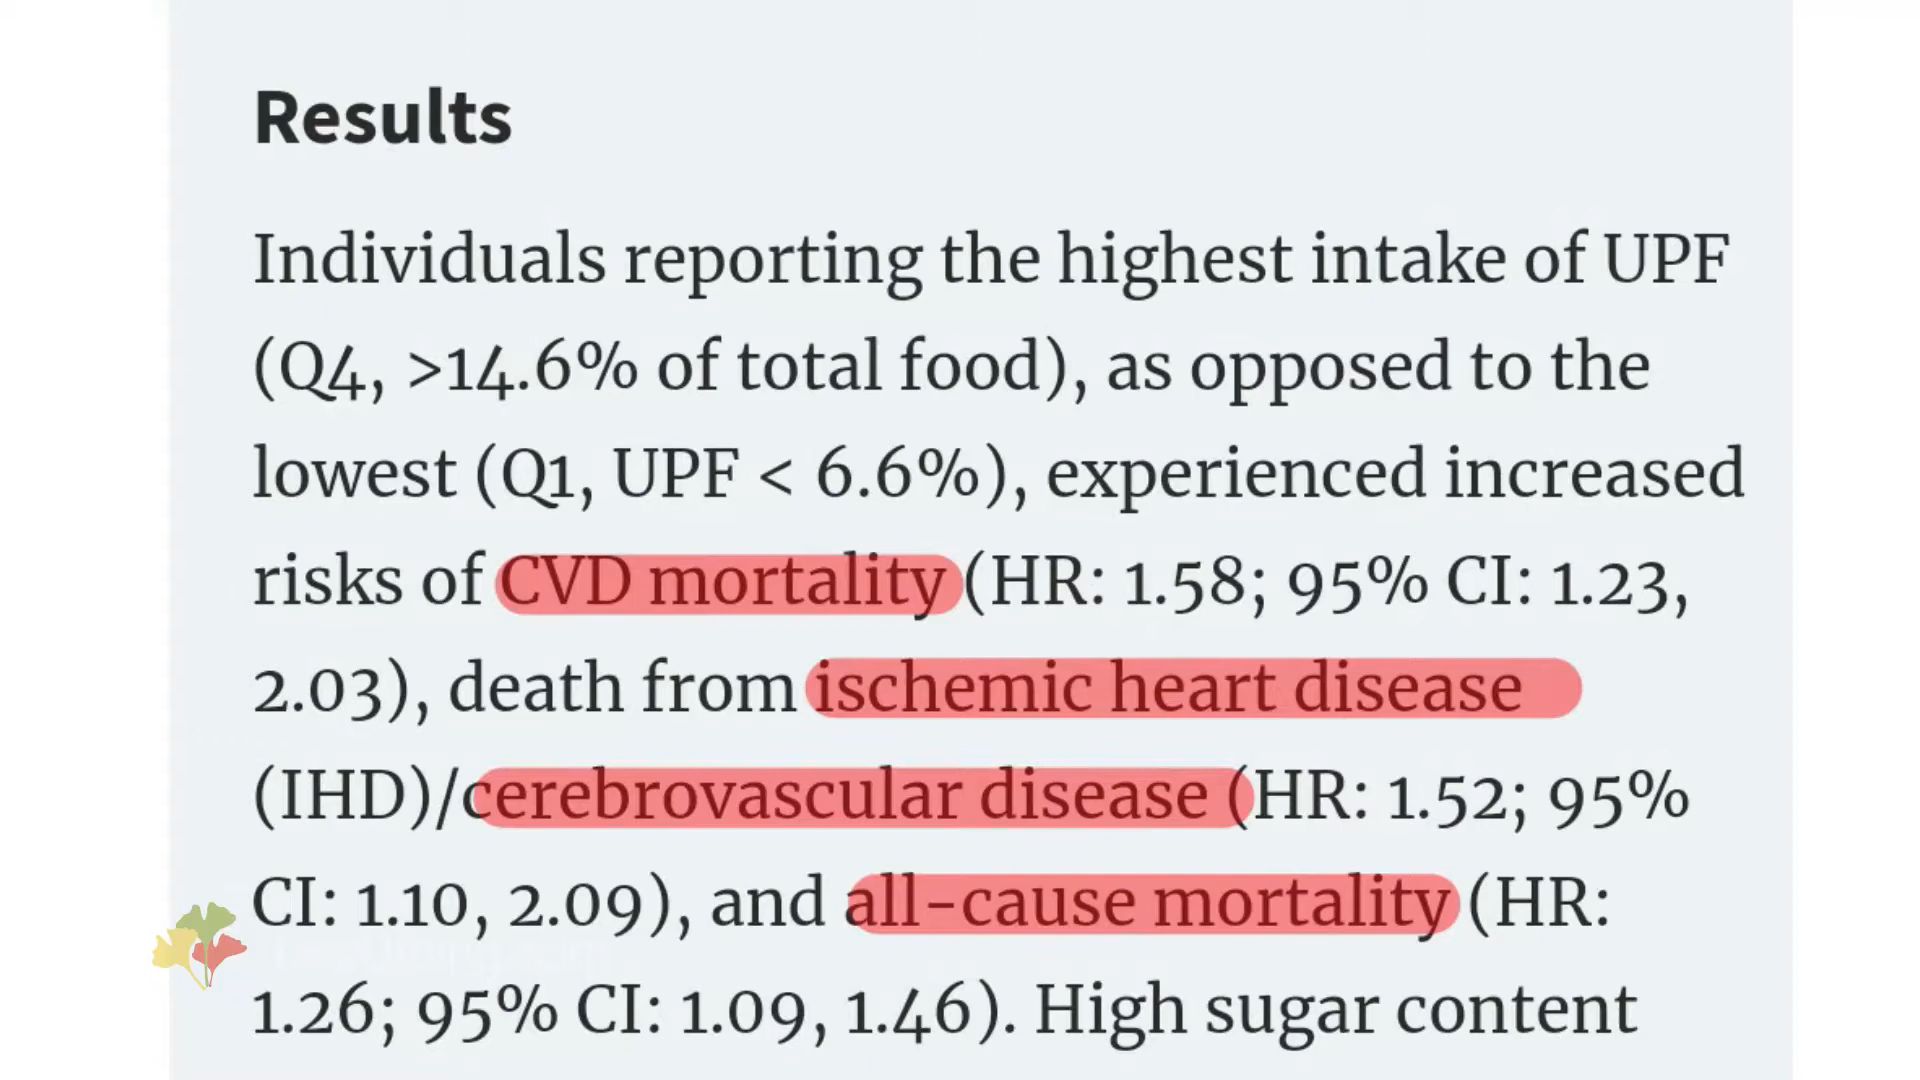 Results
Individuals reporting the highest intake of UPF
(Q4, >14.6% of total food), as opposed to the
lowest (Q1, UPF < 6.6%), experienced increased
risks of CVD mortality (HR: 1.58; 95% CI: 1.23,
2.03), death from ischemic heart disease
(IHD)/cerebrovascular disease (HR: 1.52; 95%
CI: 1.10, 2.09), and all-cause mortality (HR:
1.26; 95% CI: 1.09, 1.46). High sugar content